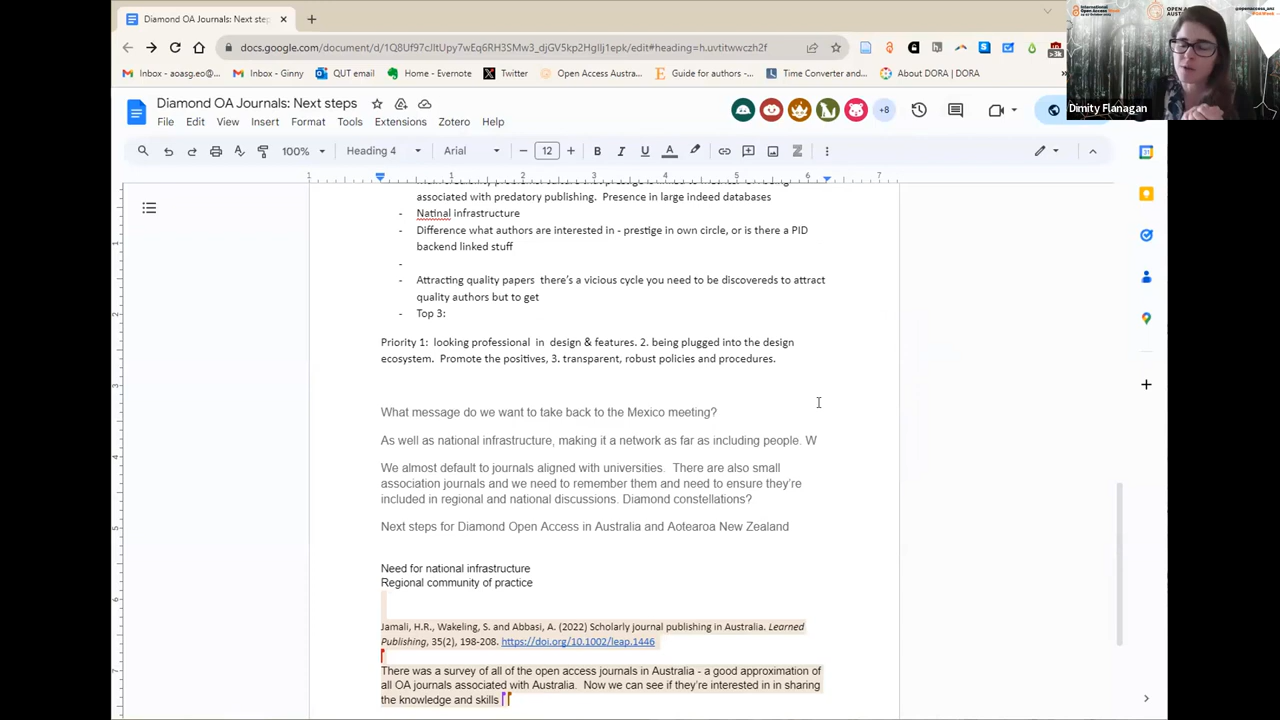 Diamond OA Journals: Next step
docs.google.com/document/d/1Q8Uf97cJItUpy7wEq6RH3SMw3_djGV5kp2HgIlj1epk/edit#heading=h.uvtitwwczh2f
Inbox - aoasg.eo@...
Inbox - Ginny
QUT email
Home - Evernote
Twitter
Open Access Austra...
Guide for authors -...
Time Converter and...
About DORA | DORA
Dimity Flanagan
Diamond OA Journals: Next steps
+8
File Edit View Insert Format Tools Extensions Zotero Help
100% Heading 4 Arial 12
associated with predatory publishing. Presence in large indeed databases
- Natinal infrastructure
- Difference what authors are interested in - prestige in own circle, or is there a PID
backend linked stuff
-
- Attracting quality papers there's a vicious cycle you need to be discovereds to attract
quality authors but to get
- Top 3:
Priority 1: looking professional in design & features. 2. being plugged into the design
ecosystem. Promote the positives, 3. transparent, robust policies and procedures.
What message do we want to take back to the Mexico meeting?
As well as national infrastructure, making it a network as far as including people. W
We almost default to journals aligned with universities. There are also small
association journals and we need to remember them and need to ensure they're
included in regional and national discussions. Diamond constellations?
Next steps for Diamond Open Access in Australia and Aotearoa New Zealand
Need for national infrastructure
Regional community of practice
Jamali, H.R., Wakeling, S. and Abbasi, A. (2022) Scholarly journal publishing in Australia. Learned
Publishing, 35(2), 198-208. https://doi.org/10.1002/leap.1446
There was a survey of all of the open access journals in Australia - a good approximation of
all OA journals associated with Australia. Now we can see if they're interested in in sharing
the knowledge and skills